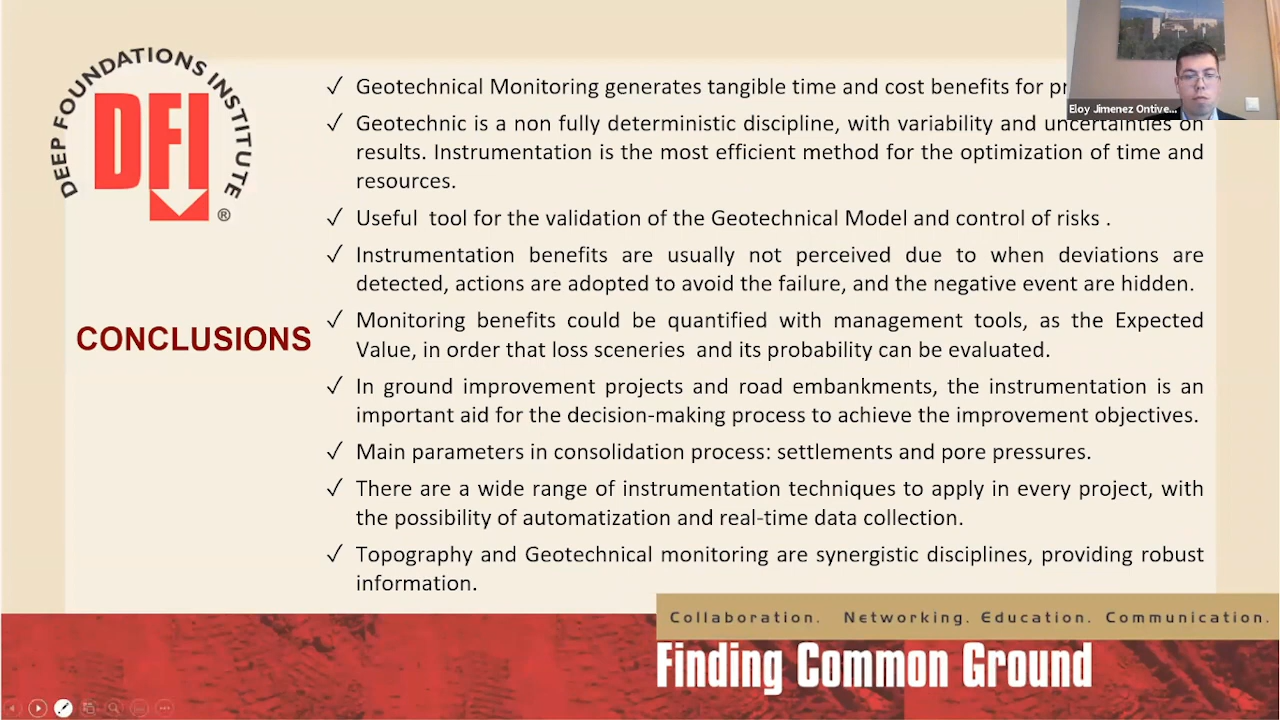 DEEP FOUNDATIONS INSTITUTE
DFI
®
Eloy Jimenez Ontive...
CONCLUSIONS
✓ Geotechnical Monitoring generates tangible time and cost benefits for
✓ Geotechnic is a non fully deterministic discipline, with variability and uncertainties on
results. Instrumentation is the most efficient method for the optimization of time and
resources.
✓ Useful tool for the validation of the Geotechnical Model and control of risks .
✓ Instrumentation benefits are usually not perceived due to when deviations are
detected, actions are adopted to avoid the failure, and the negative event are hidden.
✓ Monitoring benefits could be quantified with management tools, as the Expected
Value, in order that loss sceneries and its probability can be evaluated.
✓ In ground improvement projects and road embankments, the instrumentation is an
important aid for the decision-making process to achieve the improvement objectives.
✓ Main parameters in consolidation process: settlements and pore pressures.
✓ There are a wide range of instrumentation techniques to apply in every project, with
the possibility of automatization and real-time data collection.
✓ Topography and Geotechnical monitoring are synergistic disciplines, providing robust
information.
Collaboration. Networking. Education. Communication.
Finding Common Ground